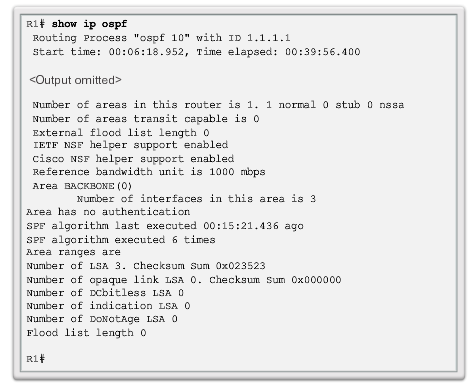 R1# show ip ospf
Routing Process "ospf 10" with ID 1.1.1.1
Start time: 00:06:18.952, Time elapsed: 00:39:56.400
<Output omitted>
Number of areas in this router is 1. 1 normal 0 stub 0 nssa
Number of areas transit capable is 0
External flood list length 0
IETF NSF helper support enabled
Cisco NSF helper support enabled
Reference bandwidth unit is 1000 mbps
Area BACKBONE(0)
Number of interfaces in this area is 3
Area has no authentication
SPF algorithm last executed 00:15:21.436 ago
SPF algorithm executed 6 times
Area ranges are
Number of LSA 3. Checksum Sum 0x023523
Number of opaque link LSA 0. Checksum Sum 0x000000
Number of DCbitless LSA 0
Number of indication LSA 0
Number of DoNotAge LSA 0
Flood list length 0
R1#